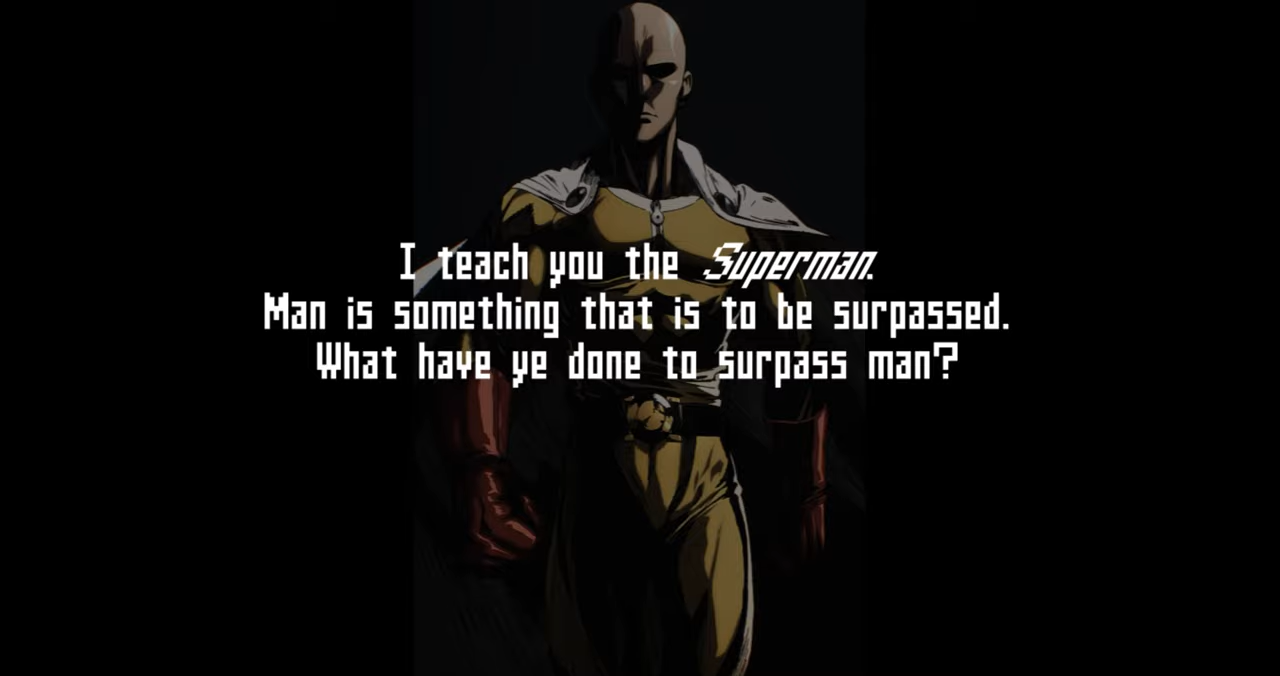 I teach you the Superman.
Man is something that is to be surpassed.
What have ye done to surpass man?